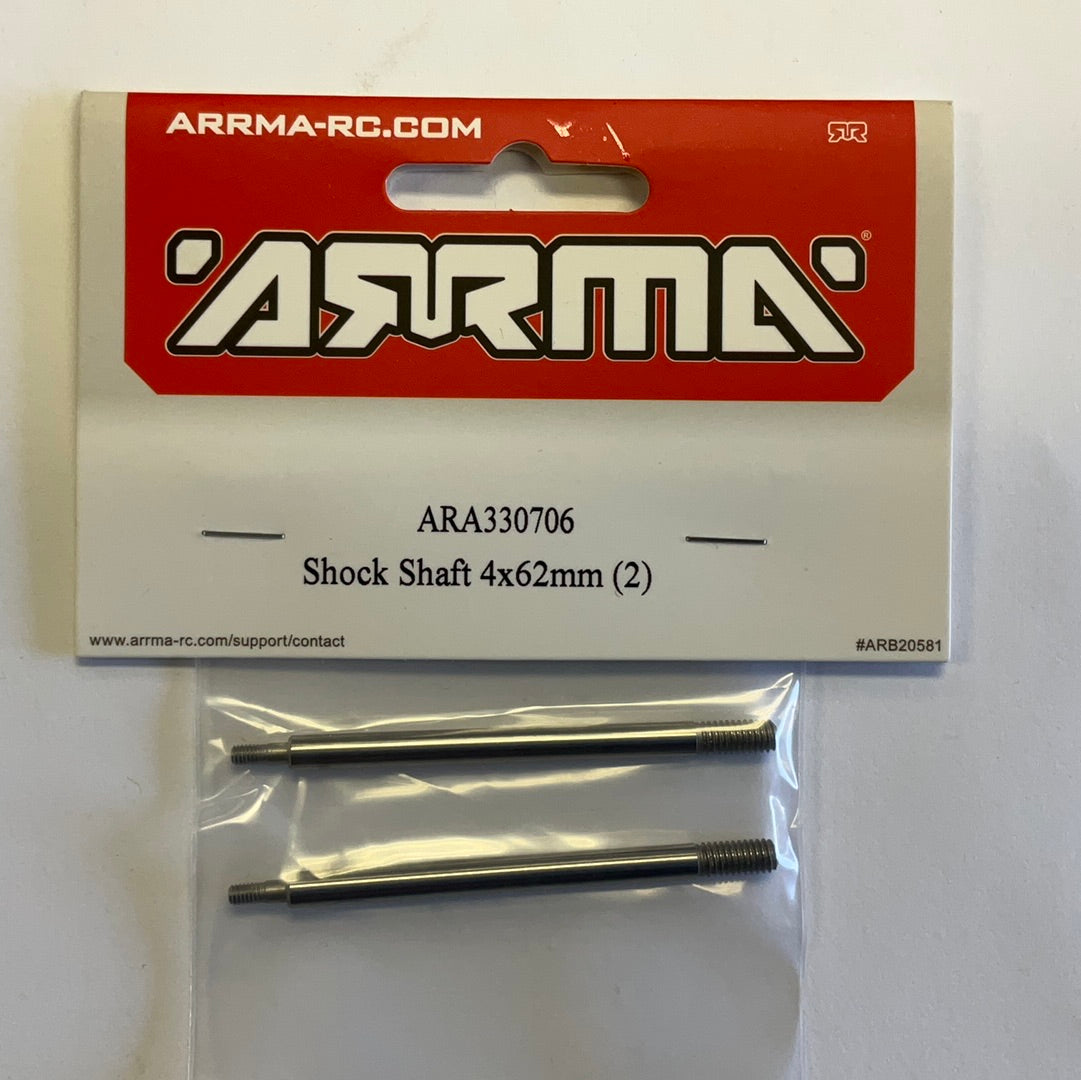 ARRMA-RC.COM
ARRMA®
ARA330706
Shock Shaft 4x62mm (2)
www.arrma-rc.com/support/contact
#ARB20581